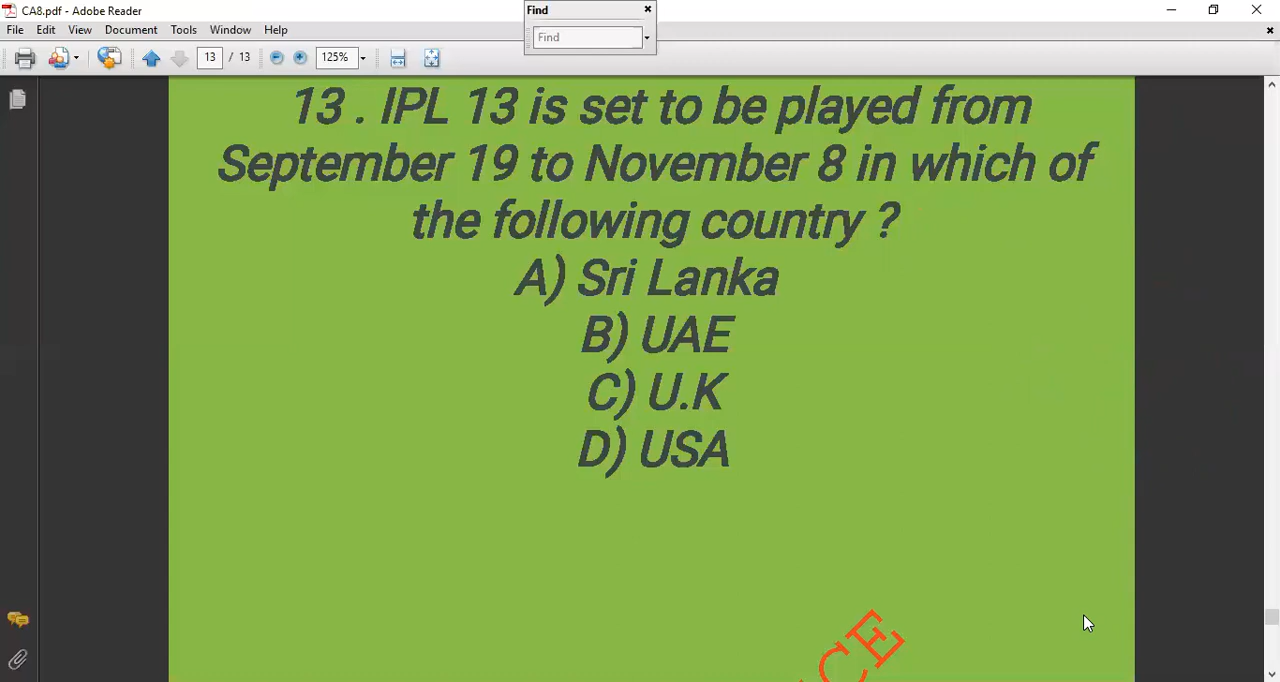 CA8.pdf - Adobe Reader
Find
File Edit View Document Tools Window Help
Find
13 / 13 125%
13 . IPL 13 is set to be played from
September 19 to November 8 in which of
the following country ?
A) Sri Lanka
B) UAE
C) U.K
D) USA
CE